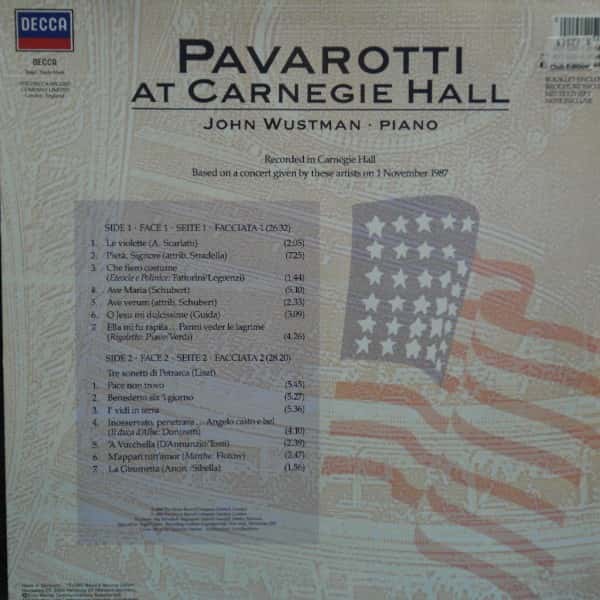 DECCA
DECCA
PAVAROTTI
AT CARNEGIE HALL
JOHN WUSTMAN · PIANO
Recorded in Carnegie Hall
Based on a concert given by these artists on 1 November 1987
SIDE 1 · FACE 1 · SEITE 1 · FACCIATA 1 (26.32)
1. Le violette (A. Scarlatti) (2.05)
2. Pietà, Signore (attrib. Stradella) (7.25)
3. Che fiero costume
(Eteocle e Polinice: Fattorini/Legrenzi) (1.44)
4. Ave Maria (Schubert) (5.10)
5. Ave verum (attrib. Schubert) (2.33)
6. O Jesu mi dulcissime (Guida) (3.09)
7. Ella mi fu rapita... Parmi veder le lagrime
(Rigoletto: Piave/Verdi) (4.26)
SIDE 2 · FACE 2 · SEITE 2 · FACCIATA 2 (28.20)
Tre sonetti di Petrarca (Liszt)
1. Pace non trovo (5.45)
2. Benedetto sia 'l giorno (5.27)
3. I' vidi in terra (5.36)
4. Inosservato, penetrava... Angelo casto e bel
(Il duca d'Alba: Donizetti) (4.10)
5. 'A Vucchella (D'Annunzio/Tosti) (2.39)
6. M'appari tutt'amor (Martha: Flotow) (2.47)
7. La Girometta (Anon./Sibella) (1.56)